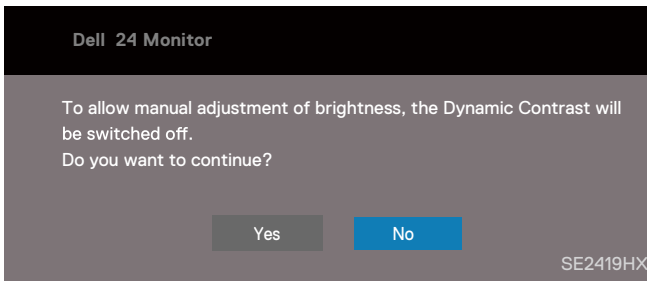 Dell 24 Monitor
To allow manual adjustment of brightness, the Dynamic Contrast will
be switched off.
Do you want to continue?
Yes No
SE2419HX